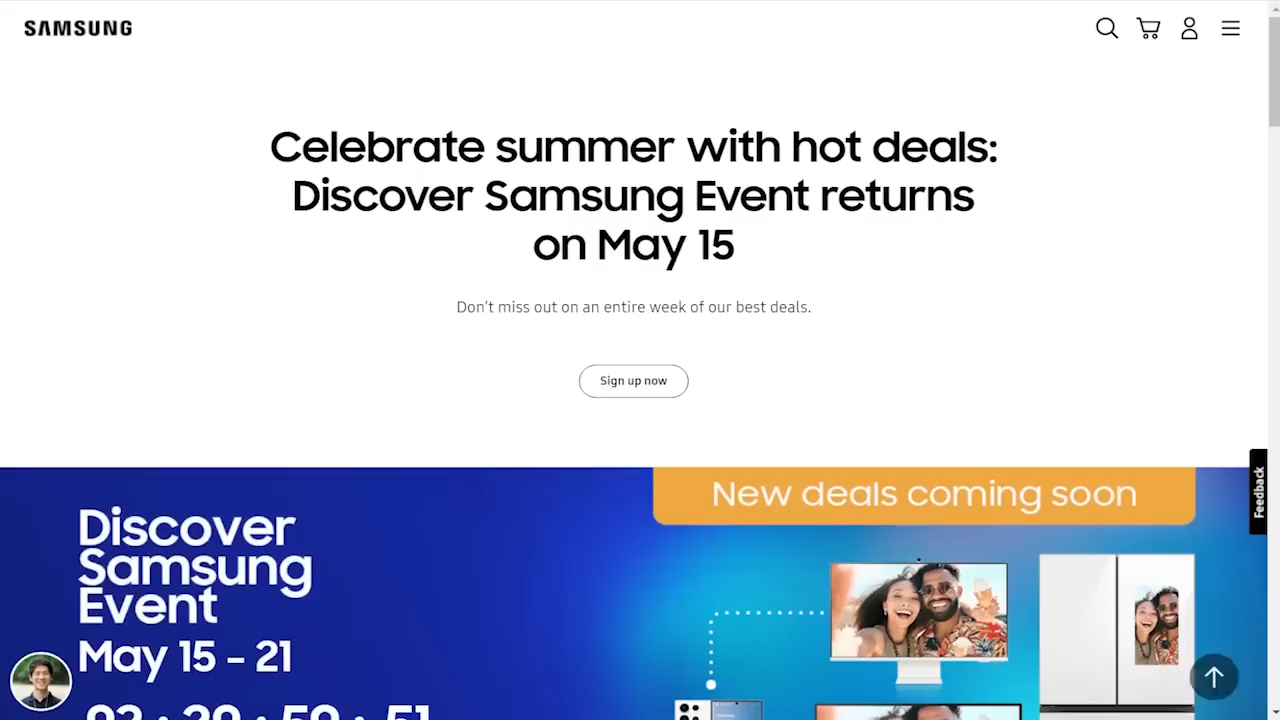 SAMSUNG
Celebrate summer with hot deals:
Discover Samsung Event returns
on May 15
Don’t miss out on an entire week of our best deals.
Sign up now
Feedback
New deals coming soon
Discover
Samsung
Event
May 15 - 21